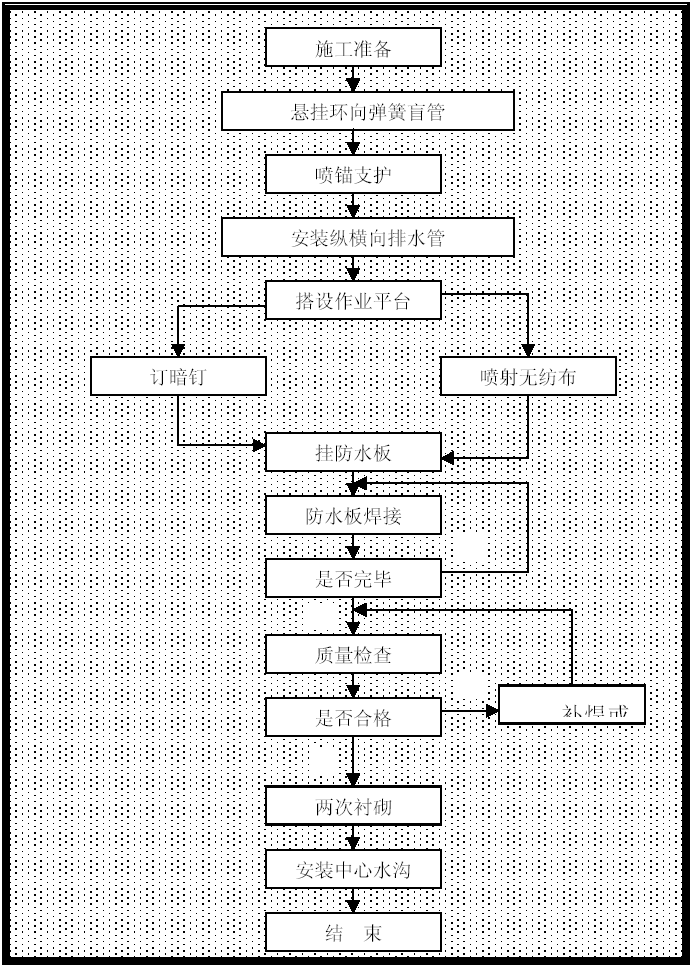 施工准备
悬挂环向弹簧盲管
喷锚支护
安装纵横向排水管
搭设作业平台
订暗钉
喷射无纺布
挂防水板
防水板焊接
是否完毕
质量检查
是否合格
补焊或
两次衬砌
安装中心水沟
结 束